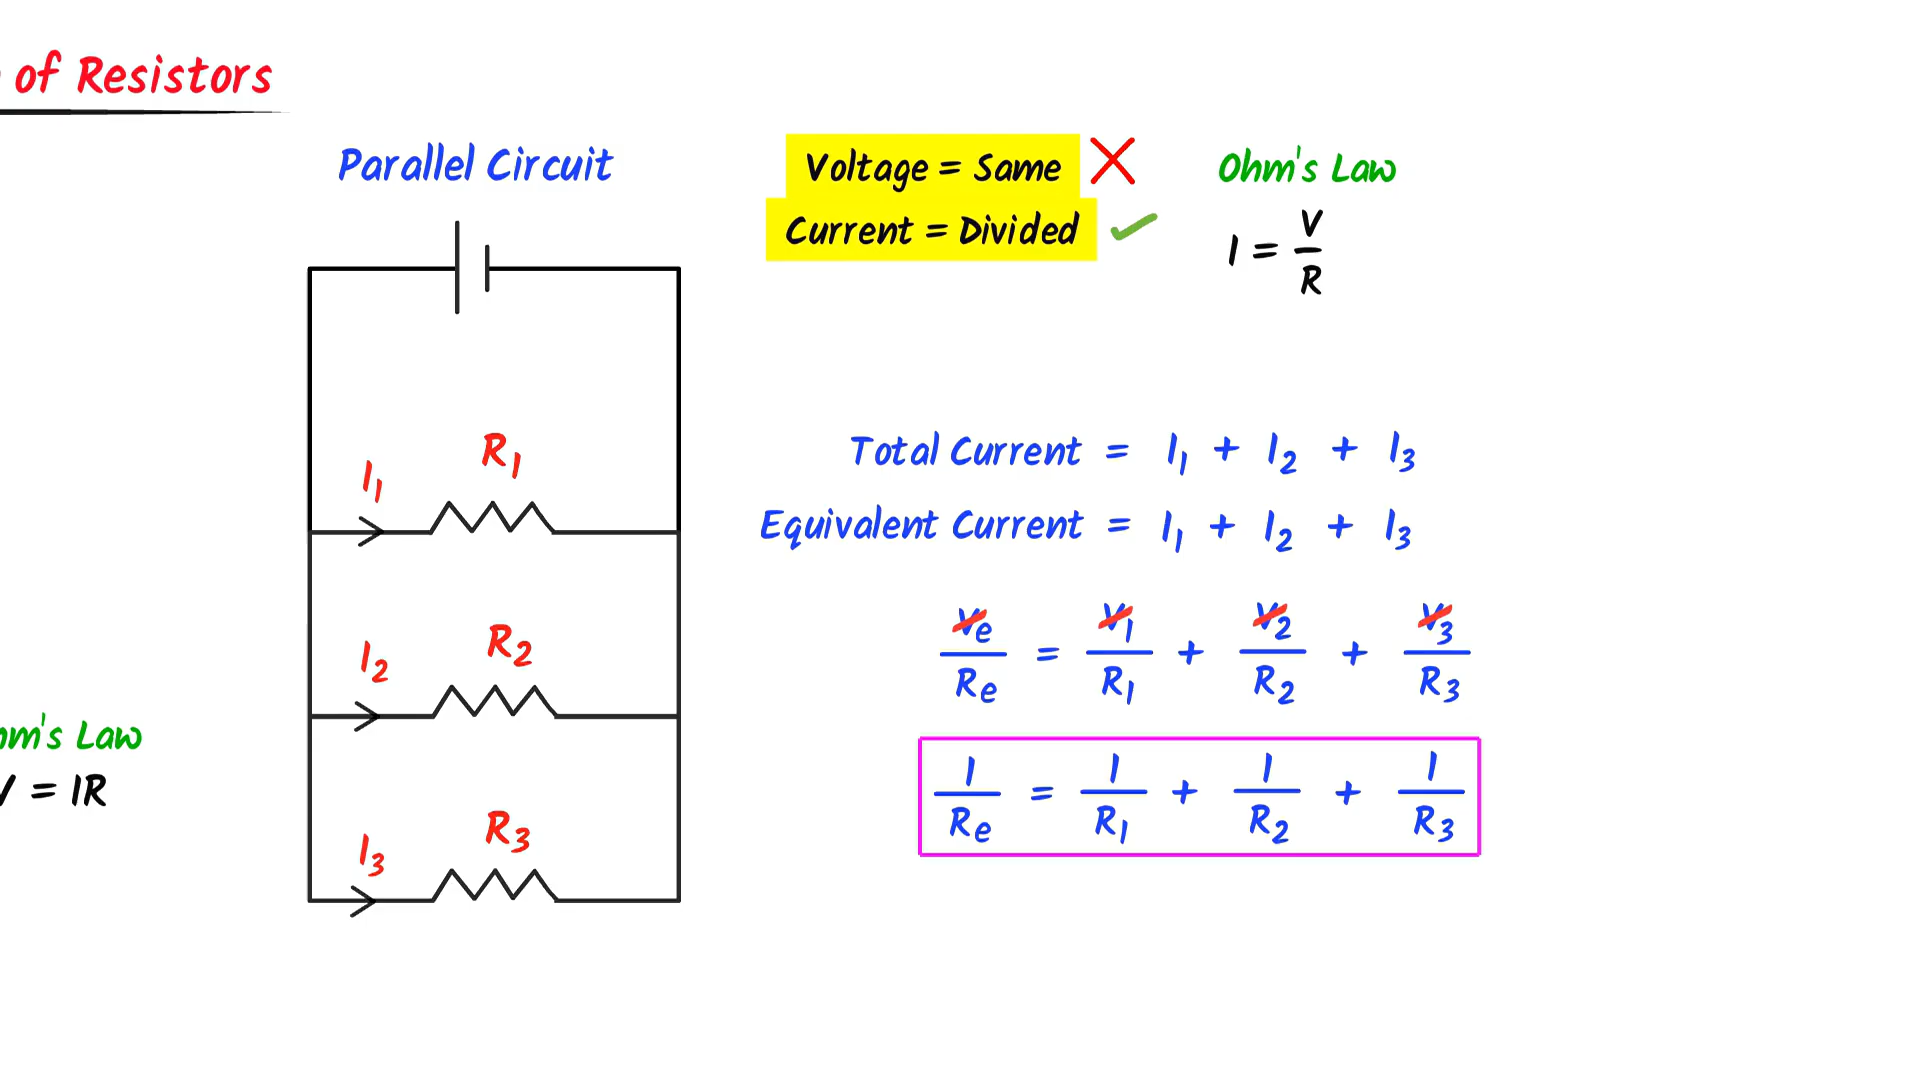 of Resistors
Parallel Circuit
Voltage = Same
Current = Divided
Ohm's Law
I = V/R
R₁
I₁
R₂
I₂
R₃
I₃
Total Current = I₁ + I₂ + I₃
Equivalent Current = I₁ + I₂ + I₃
Vₑ/Rₑ = V₁/R₁ + V₂/R₂ + V₃/R₃
1/Rₑ = 1/R₁ + 1/R₂ + 1/R₃
Law
V = IR